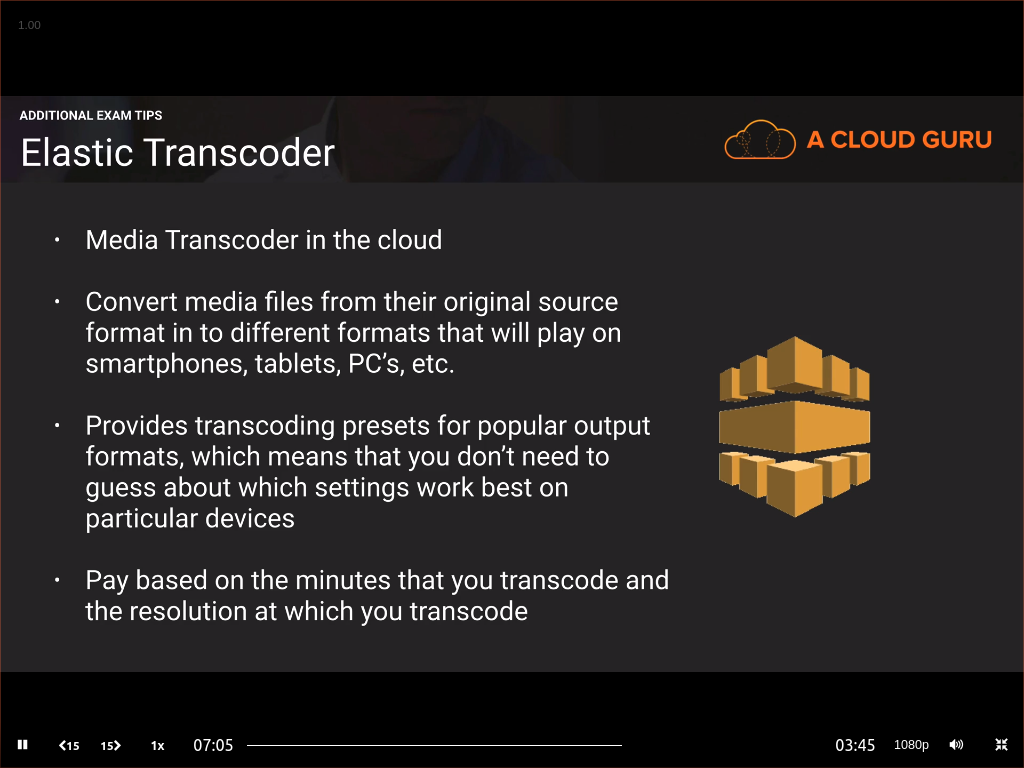 1.00
ADDITIONAL EXAM TIPS
Elastic Transcoder
A CLOUD GURU
• Media Transcoder in the cloud
• Convert media files from their original source
format in to different formats that will play on
smartphones, tablets, PC’s, etc.
• Provides transcoding presets for popular output
formats, which means that you don’t need to
guess about which settings work best on
particular devices
• Pay based on the minutes that you transcode and
the resolution at which you transcode
15 15 1x 07:05 03:45 1080p